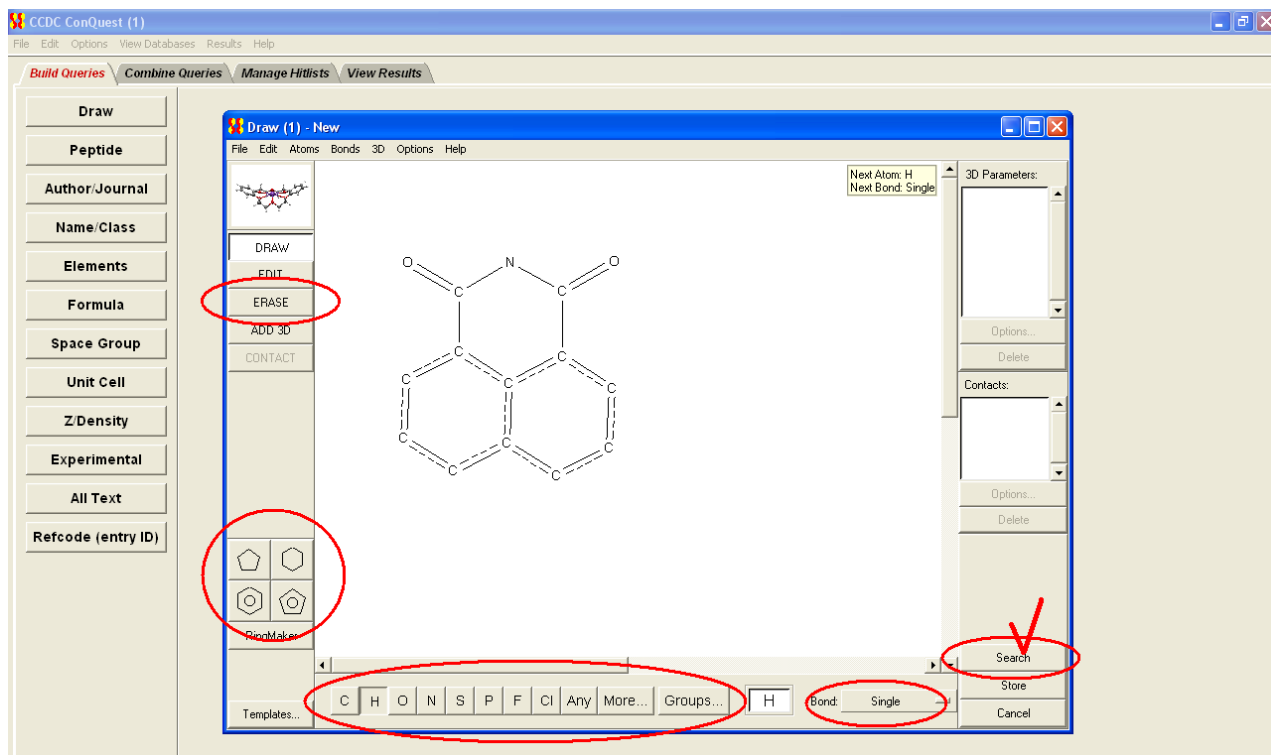 CCDC ConQuest (1)
File Edit Options View Databases Results Help
Build Queries Combine Queries Manage Hitlists View Results
Draw
Peptide
Author/Journal
Name/Class
Elements
Formula
Space Group
Unit Cell
Z/Density
Experimental
All Text
Refcode (entry ID)
Draw (1) - New
File Edit Atoms Bonds 3D Options Help
DRAW
EDIT
ERASE
ADD 3D
CONTACT
RingMaker
Templates...
Next Atom: H
Next Bond: Single
O N O
C C
C C
C C C
C C C
C C
C H O N S P F Cl Any More... Groups... H Bond: Single
3D Parameters:
Options...
Delete
Contacts:
Options...
Delete
Search
Store
Cancel